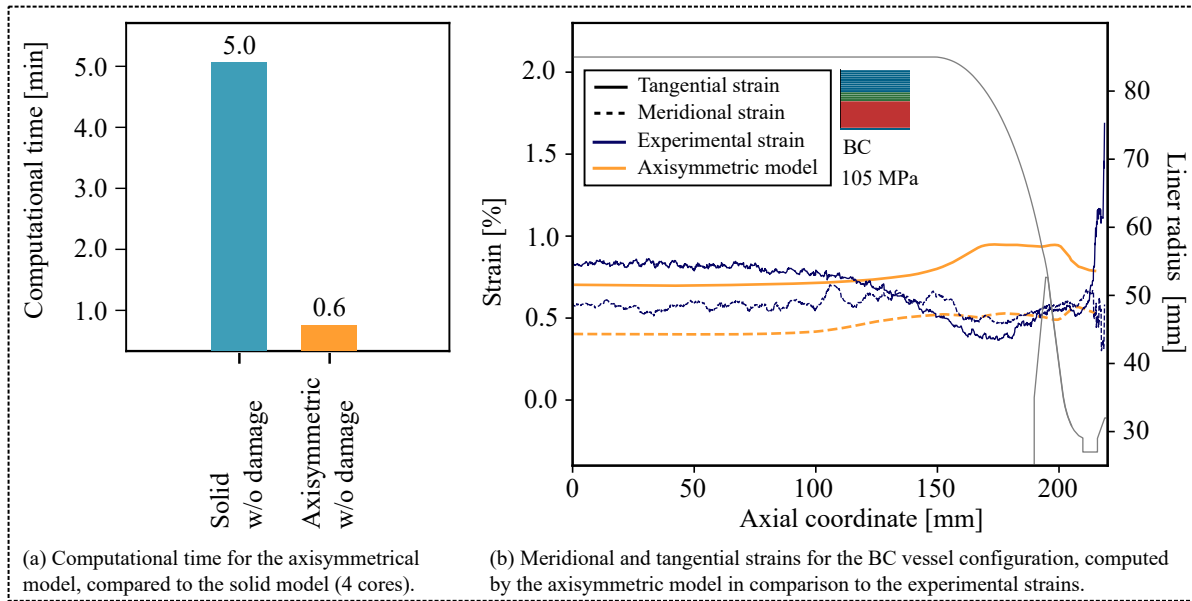 5.0
0.6
5.0
4.0
3.0
2.0
1.0
Computational time [min]
Solid
w/o damage
Axisymmetric
w/o damage
(a) Computational time for the axisymmetrical
model, compared to the solid model (4 cores).
2.0
1.5
1.0
0.5
0.0
Strain [%]
Tangential strain
Meridional strain
Experimental strain
Axisymmetric model
BC
105 MPa
80
70
60
50
40
30
Liner radius [mm]
0
50
100
150
200
Axial coordinate [mm]
(b) Meridional and tangential strains for the BC vessel configuration, computed
by the axisymmetric model in comparison to the experimental strains.